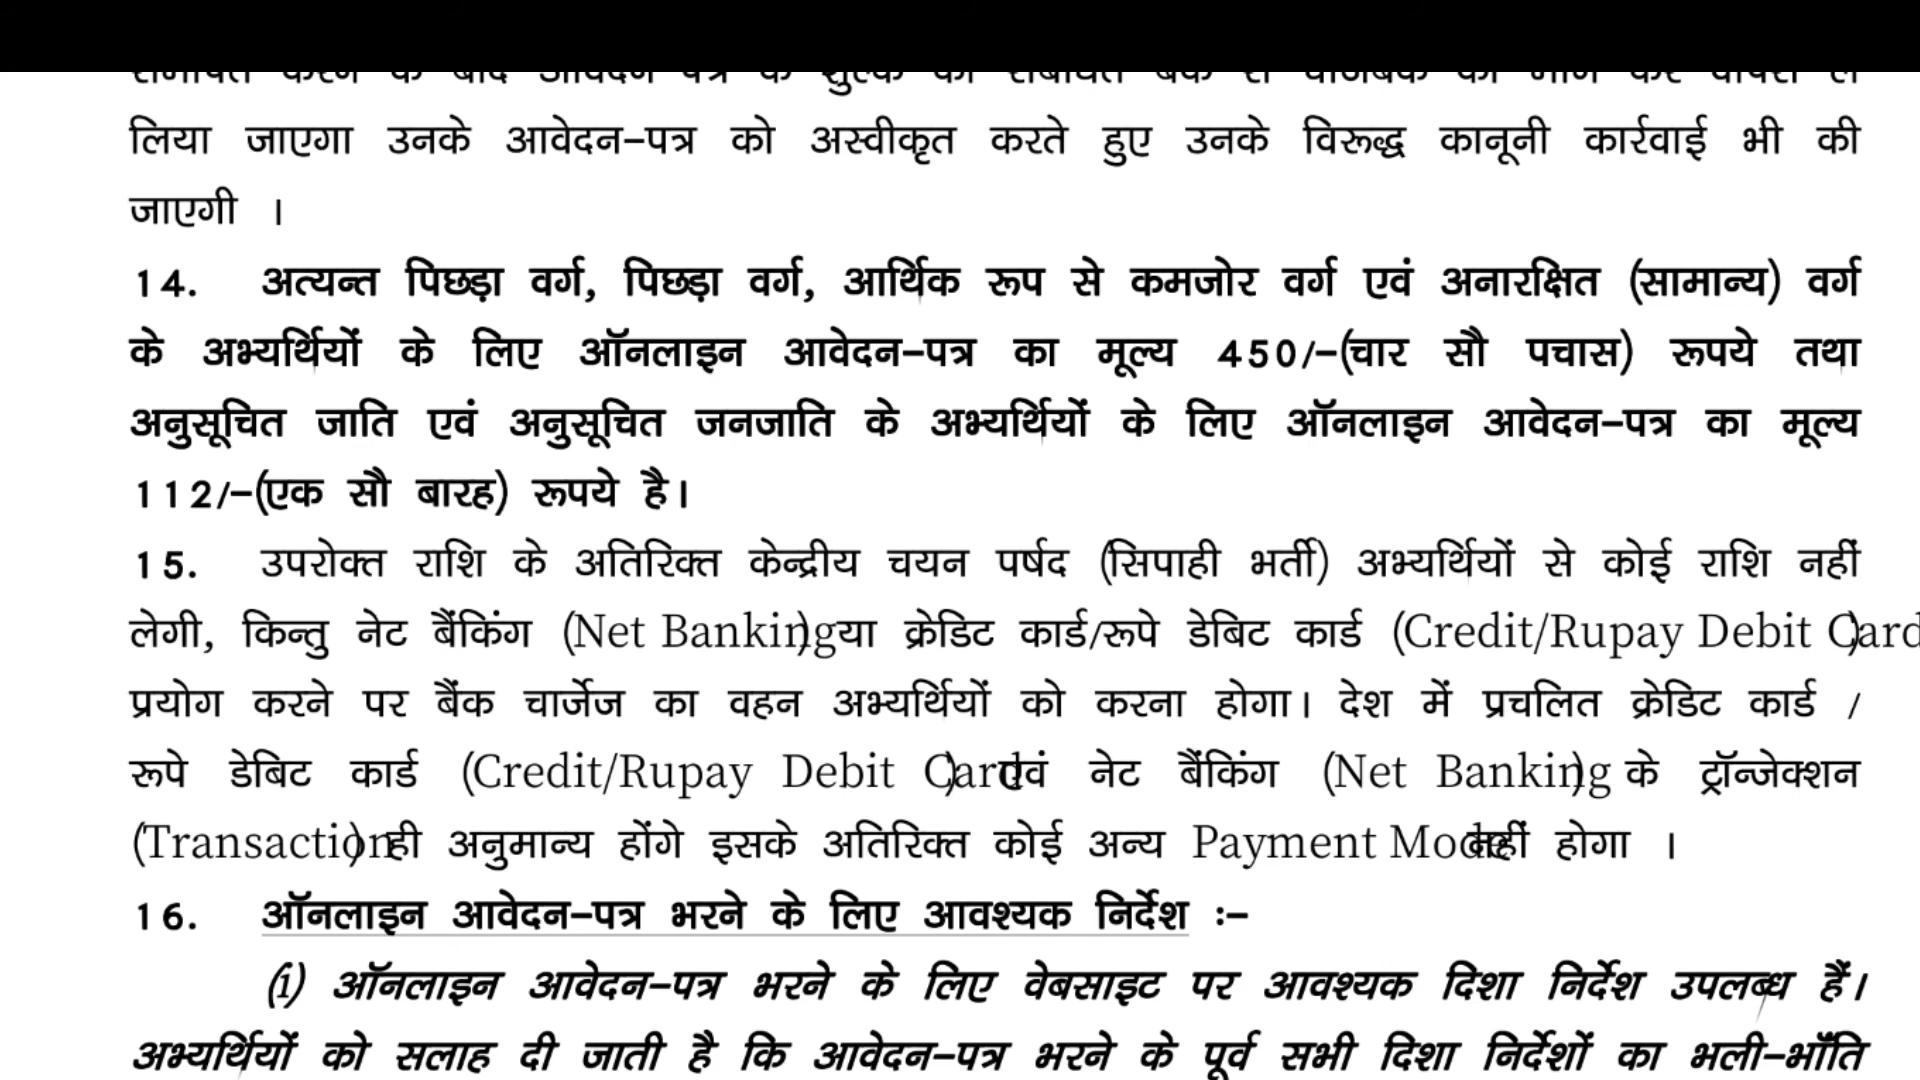 लिया जाएगा उनके आवेदन–पत्र को अस्वीकृत करते हुए उनके विरूद्ध कानूनी कार्रवाई भी की
जाएगी ।
14. अत्यन्त पिछड़ा वर्ग, पिछड़ा वर्ग, आर्थिक रूप से कमजोर वर्ग एवं अनारक्षित (सामान्य) वर्ग
के अभ्यर्थियों के लिए ऑनलाइन आवेदन–पत्र का मूल्य 450/–(चार सौ पचास) रूपये तथा
अनुसूचित जाति एवं अनुसूचित जनजाति के अभ्यर्थियों के लिए ऑनलाइन आवेदन–पत्र का मूल्य
112/–(एक सौ बारह) रूपये है।
15. उपरोक्त राशि के अतिरिक्त केन्द्रीय चयन पर्षद (सिपाही भर्ती) अभ्यर्थियों से कोई राशि नहीं
लेगी, किन्तु नेट बैंकिंग (Net Banking) या क्रेडिट कार्ड/रूपे डेबिट कार्ड (Credit/Rupay Debit Card)
प्रयोग करने पर बैंक चार्जेज का वहन अभ्यर्थियों को करना होगा। देश में प्रचलित क्रेडिट कार्ड /
रूपे डेबिट कार्ड (Credit/Rupay Debit Card) एवं नेट बैंकिंग (Net Banking) के ट्रॉन्जेक्शन
(Transaction) ही अनुमान्य होंगे इसके अतिरिक्त कोई अन्य Payment Mode नहीं होगा ।
16. ऑनलाइन आवेदन–पत्र भरने के लिए आवश्यक निर्देश :–
(i) ऑनलाइन आवेदन–पत्र भरने के लिए वेबसाइट पर आवश्यक दिशा निर्देश उपलब्ध हैं।
अभ्यर्थियों को सलाह दी जाती है कि आवेदन–पत्र भरने के पूर्व सभी दिशा निर्देशों का भली–भाँति